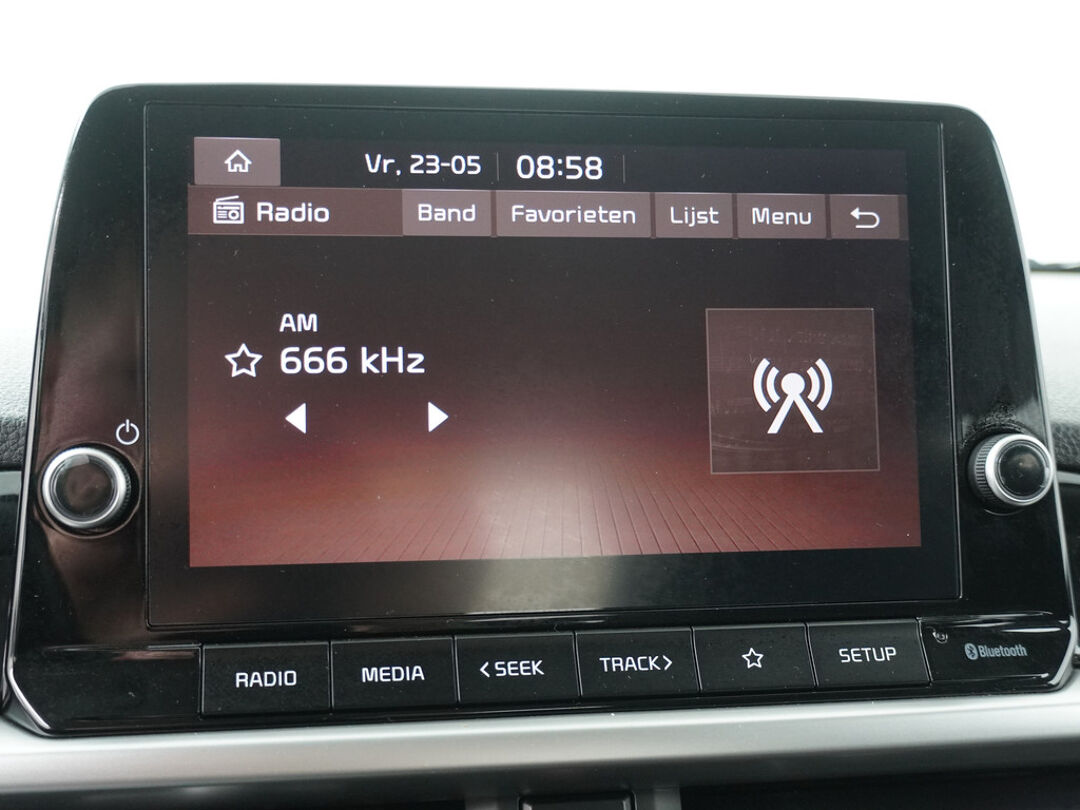 Vr, 23-05 08:58
Radio Band Favorieten Lijst Menu
AM
666 kHz
RADIO MEDIA <SEEK TRACK> SETUP Bluetooth